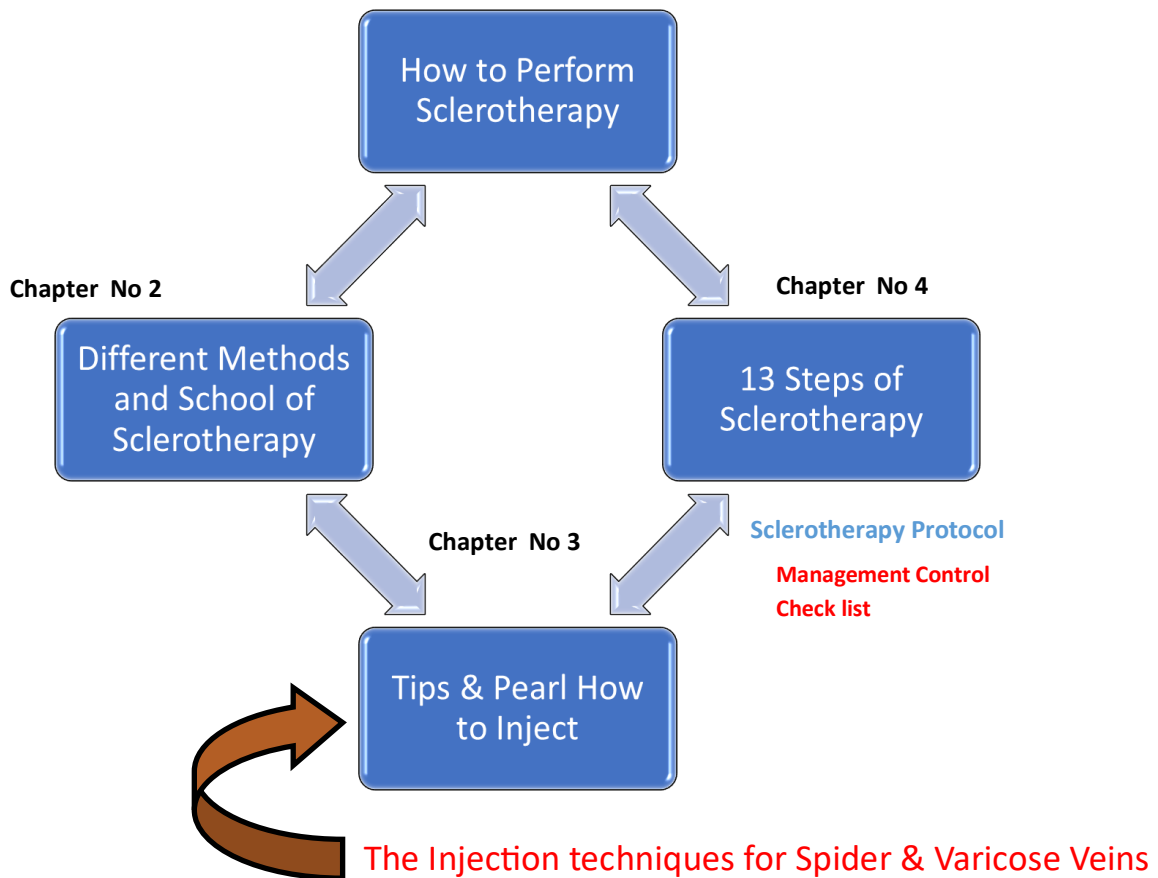 How to Perform
Sclerotherapy
Chapter No 2
Chapter No 4
Different Methods
and School of
Sclerotherapy
13 Steps of
Sclerotherapy
Chapter No 3
Sclerotherapy Protocol
Management Control
Check list
Tips & Pearl How
to Inject
The Injection techniques for Spider & Varicose Veins